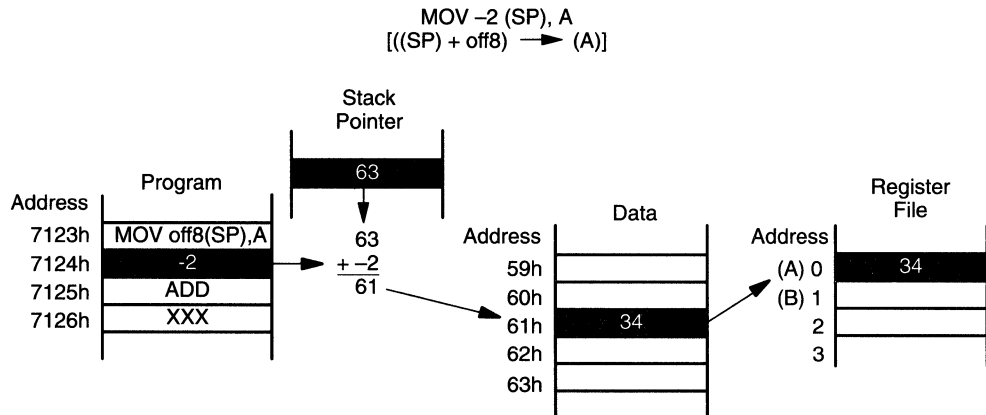 MOV –2 (SP), A
[((SP) + off8) ⟶ (A)]
Stack
Pointer
63
Program
Address
7123h MOV off8(SP),A
7124h -2
7125h ADD
7126h XXX
63
+ –2
61
Data
Address
59h
60h
61h 34
62h
63h
Register
File
Address
(A) 0 34
(B) 1
2
3